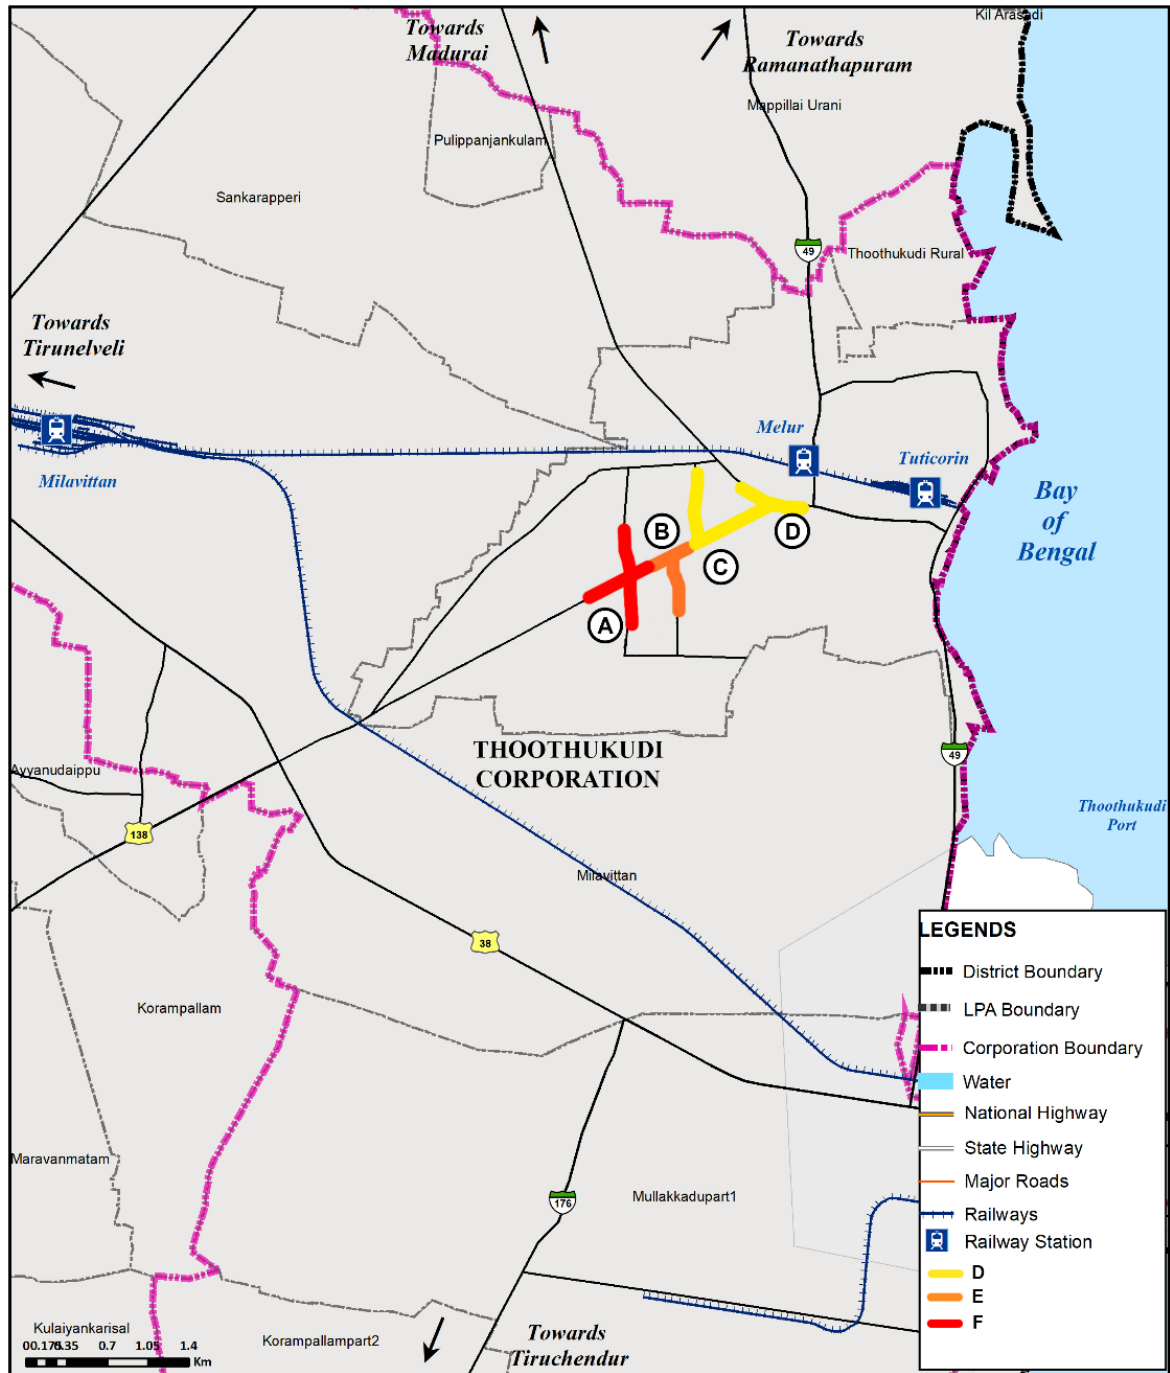 Kil Arasadi
Towards
Madurai
Towards
Ramanathapuram
Mappillai Urani
Pulippanjankulam
Sankarapperi
49
Thoothukudi Rural
Towards
Tirunelveli
Melur
Tuticorin
Milavittan
Bay
of
Bengal
B
D
C
A
THOOTHUKUDI
CORPORATION
49
Ayyanudaippu
Thoothukudi
Port
138
Milavittan
38
Korampallam
Maravanmatam
Mullakkadupart1
176
LEGENDS
District Boundary
LPA Boundary
Corporation Boundary
Water
National Highway
State Highway
Major Roads
Railways
Railway Station
D
E
F
Kulaiyankarisal
Korampallampart2
Towards
Tiruchendur
0.7 1.05 1.4
Km